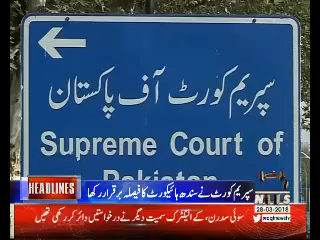 سپریم کورٹ آف پاکستان
Supreme Court of
Pakistan
HEADLINES
سپریم کورٹ نے سندھ ہائیکورٹ کا فیصلہ برقرار رکھا
28-03-2018
سوئی سدرن، کے الیکٹرک سمیت دیگر نے درخواستیں دائر کر رکھی تھیں